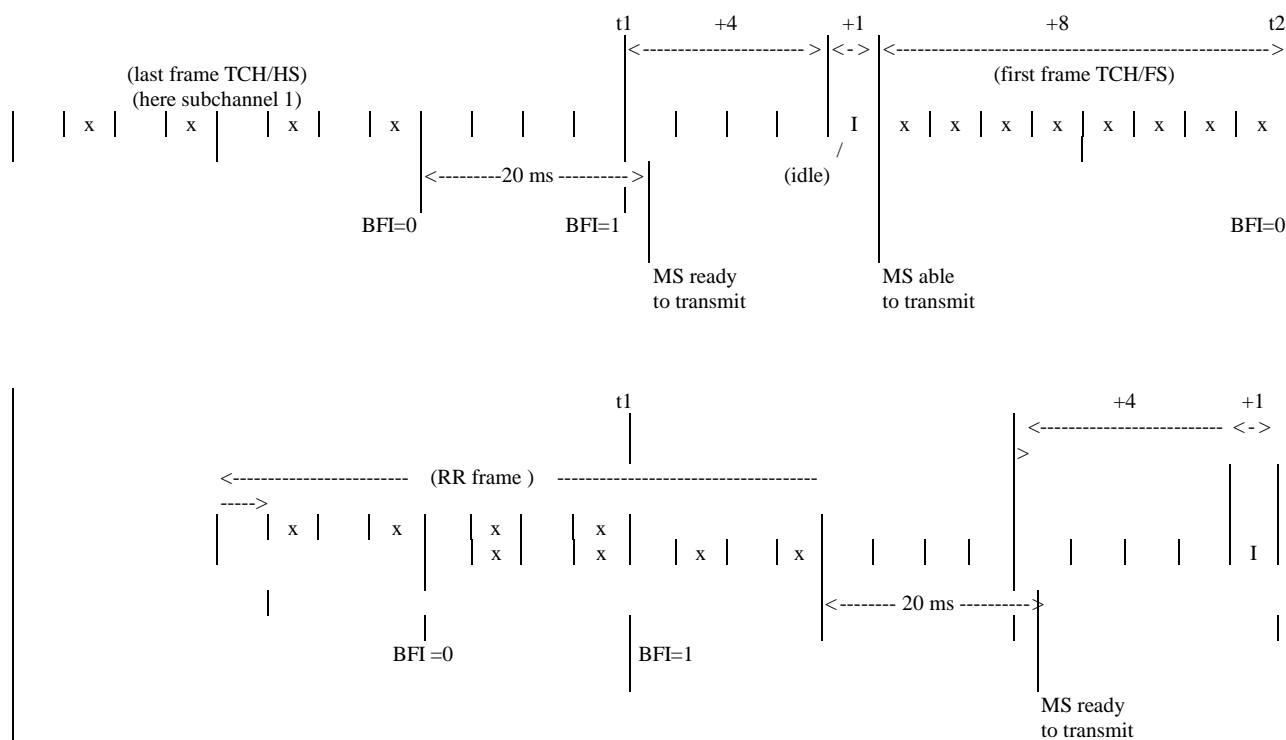 t1 +4 +1 +8 t2
<----------------------- > <-> <--------------------------------------------------- >
(last frame TCH/HS) (first frame TCH/FS)
(here subchannel 1)
x x x x I x x x x x x x x
/
<---------20 ms ----------- > (idle)
BFI=0 BFI=1 BFI=0
MS ready MS able
to transmit to transmit
t1 +4 +1
<------------------------- <->
>
<----------------------- (RR frame ) ----------------------------------
----->
x x x x
x x x x I
<-------- 20 ms ----------->
BFI =0 BFI=1
MS ready
to transmit